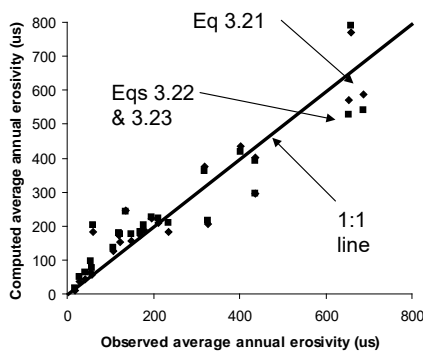 800
700
600
500
400
300
200
100
0
Computed average annual erosivity (us)
Eq 3.21
Eqs 3.22
& 3.23
1:1
line
0 200 400 600 800
Observed average annual erosivity (us)